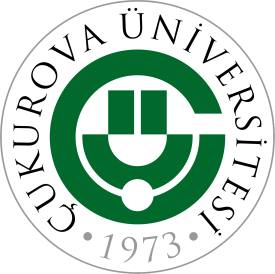 ÇUKUROVA ÜNİVERSİTESİ
• 1973 •